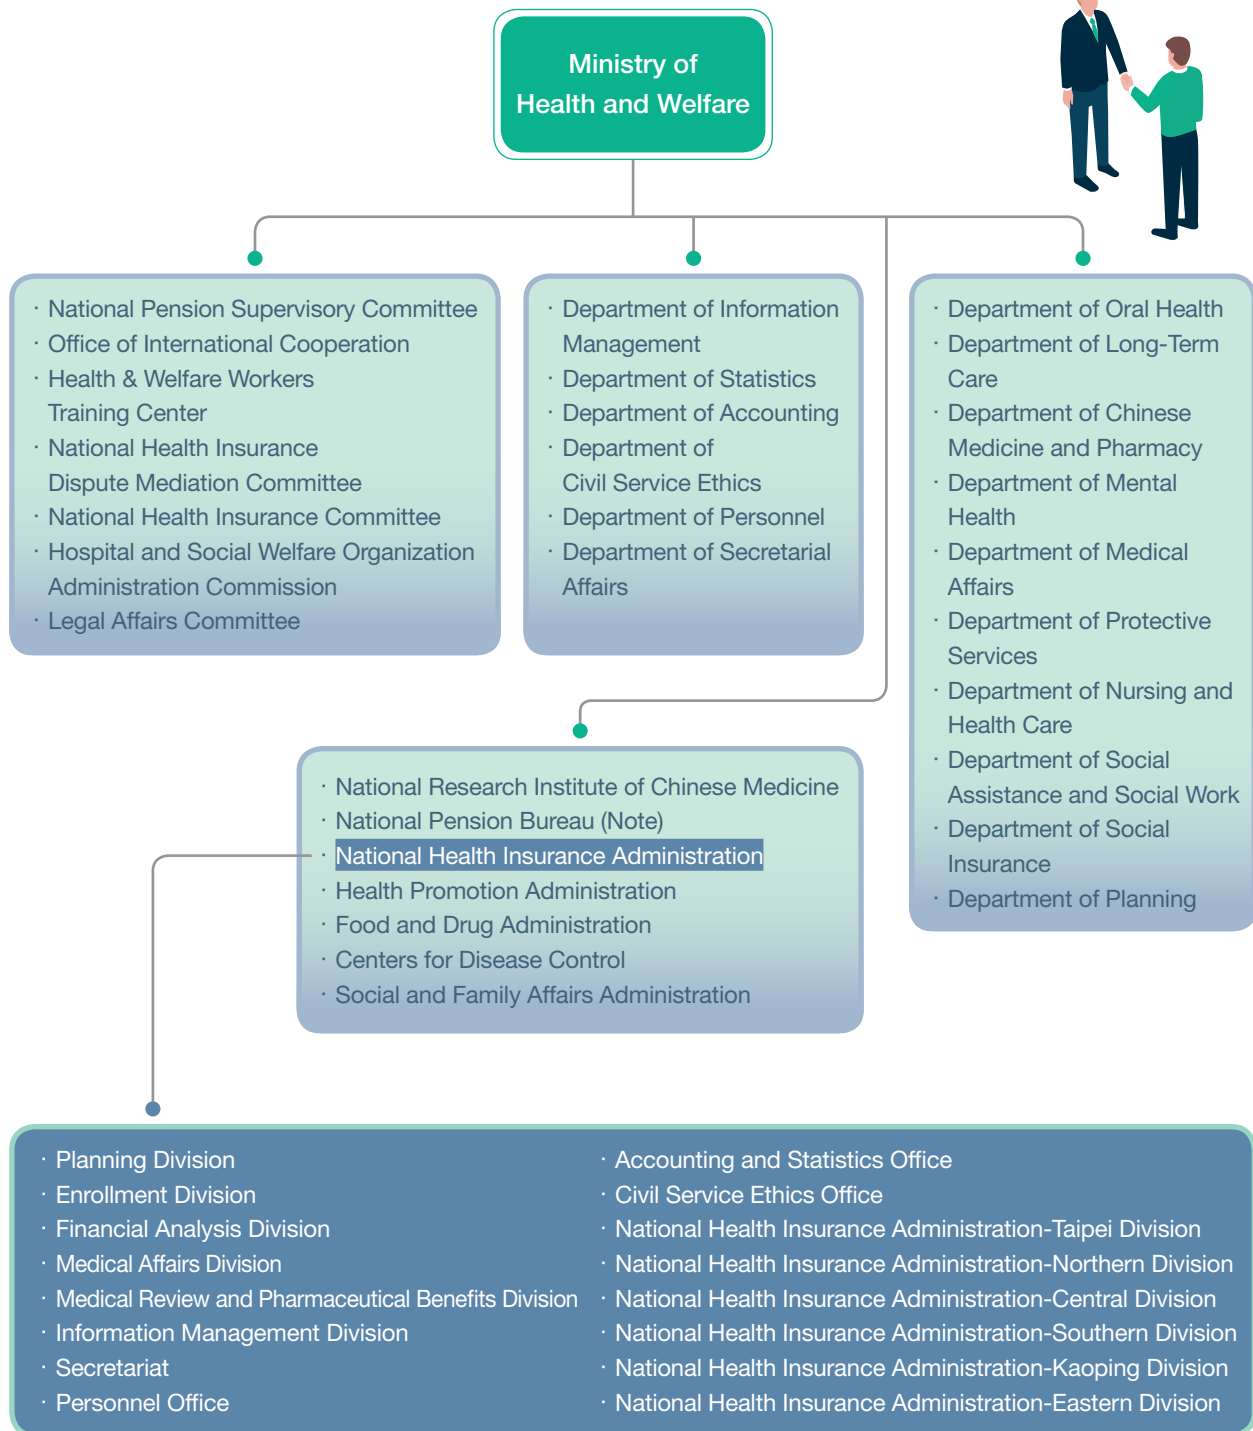 Ministry of
Health and Welfare
· National Pension Supervisory Committee
· Office of International Cooperation
· Health & Welfare Workers
Training Center
· National Health Insurance
Dispute Mediation Committee
· National Health Insurance Committee
· Hospital and Social Welfare Organization
Administration Commission
· Legal Affairs Committee
· Department of Information
Management
· Department of Statistics
· Department of Accounting
· Department of
Civil Service Ethics
· Department of Personnel
· Department of Secretarial
Affairs
· Department of Oral Health
· Department of Long-Term
Care
· Department of Chinese
Medicine and Pharmacy
· Department of Mental
Health
· Department of Medical
Affairs
· Department of Protective
Services
· Department of Nursing and
Health Care
· Department of Social
Assistance and Social Work
· Department of Social
Insurance
· Department of Planning
· National Research Institute of Chinese Medicine
· National Pension Bureau (Note)
· National Health Insurance Administration
· Health Promotion Administration
· Food and Drug Administration
· Centers for Disease Control
· Social and Family Affairs Administration
· Planning Division
· Enrollment Division
· Financial Analysis Division
· Medical Affairs Division
· Medical Review and Pharmaceutical Benefits Division
· Information Management Division
· Secretariat
· Personnel Office
· Accounting and Statistics Office
· Civil Service Ethics Office
· National Health Insurance Administration-Taipei Division
· National Health Insurance Administration-Northern Division
· National Health Insurance Administration-Central Division
· National Health Insurance Administration-Southern Division
· National Health Insurance Administration-Kaoping Division
· National Health Insurance Administration-Eastern Division